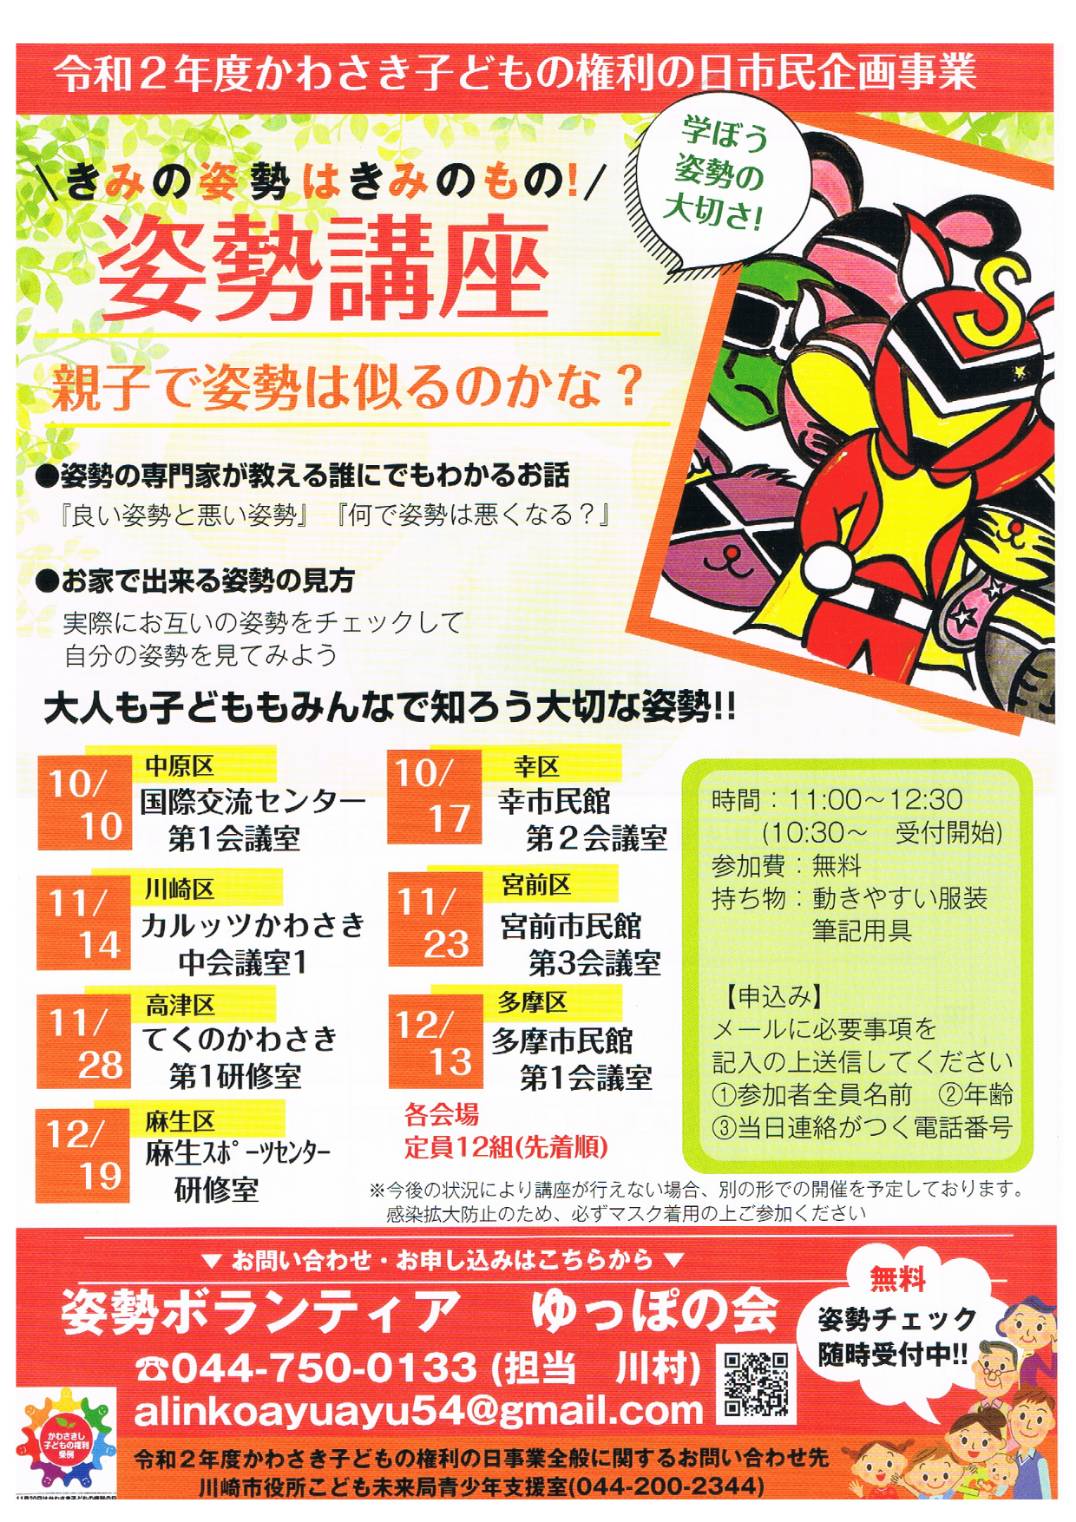 令和２年度かわさき子どもの権利の日市民企画事業
学ぼう
姿勢の
大切さ!
\きみの姿勢はきみのもの!/
姿勢講座
親子で姿勢は似るのかな？
S
●姿勢の専門家が教える誰にでもわかるお話
『良い姿勢と悪い姿勢』『何で姿勢は悪くなる？』
●お家で出来る姿勢の見方
実際にお互いの姿勢をチェックして
自分の姿勢を見てみよう
大人も子どももみんなで知ろう大切な姿勢!!
10/10
中原区
国際交流センター
第1会議室
10/17
幸区
幸市民館
第２会議室
11/14
川崎区
カルッツかわさき
中会議室1
11/23
宮前区
宮前市民館
第3会議室
11/28
高津区
てくのかわさき
第1研修室
12/13
多摩区
多摩市民館
第1会議室
12/19
麻生区
麻生ｽﾎﾟｰﾂｾﾝﾀｰ
研修室
各会場
定員12組(先着順)
時間：11:00～12:30
(10:30～　受付開始)
参加費：無料
持ち物：動きやすい服装
筆記用具
【申込み】
メールに必要事項を
記入の上送信してください
①参加者全員名前　②年齢
③当日連絡がつく電話番号
※今後の状況により講座が行えない場合、別の形での開催を予定しております。
感染拡大防止のため、必ずマスク着用の上ご参加ください
▼ お問い合わせ・お申し込みはこちらから ▼
姿勢ボランティア　ゆっぽの会
☎044-750-0133 (担当　川村)
alinkoayuayu54@gmail.com
無料
姿勢チェック
随時受付中!!
かわさきし
子どもの権利
条例
令和２年度かわさき子どもの権利の日事業全般に関するお問い合わせ先
川崎市役所こども未来局青少年支援室(044-200-2344)